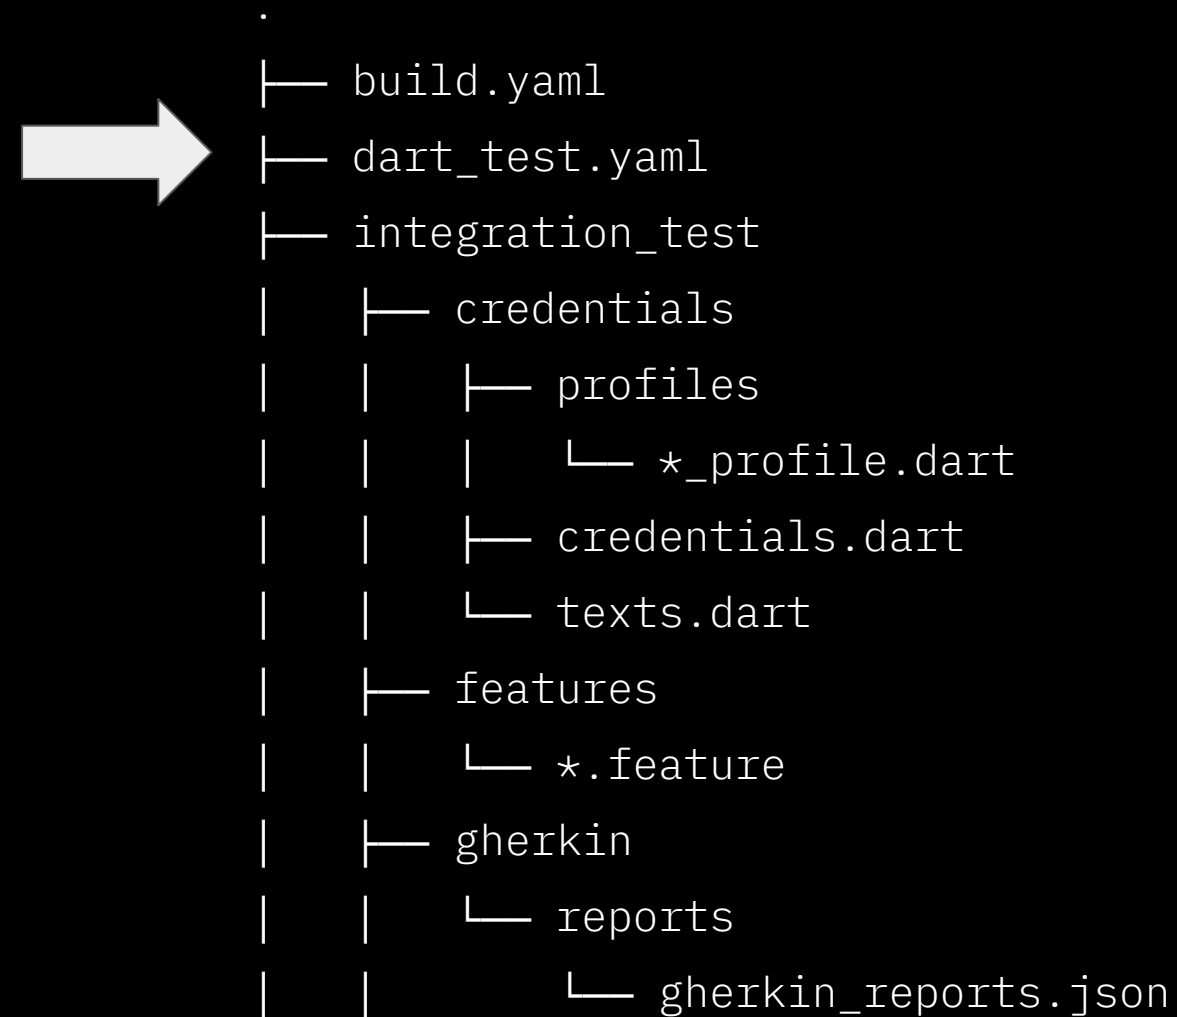 .
├── build.yaml
├── dart_test.yaml
├── integration_test
│   ├── credentials
│   │   ├── profiles
│   │   │   └── *_profile.dart
│   │   ├── credentials.dart
│   │   └── texts.dart
│   ├── features
│   │   └── *.feature
│   ├── gherkin
│   │   └── reports
│   │       └── gherkin_reports.json